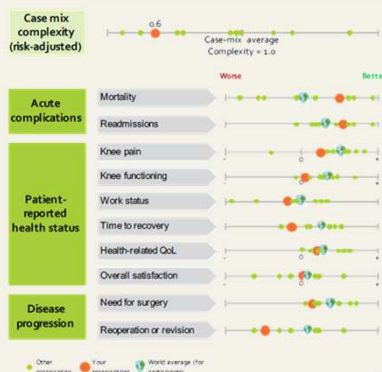 Case mix
complexity
(risk-adjusted)
0.6
Case-mix average
Complexity = 1.0
Worse
Bette
Acute
complications
Mortality
Readmissions
Patient-
reported
health status
Knee pain
Knee functioning
Work status
Time to recovery
Health-related QoL
Overall satisfaction
Disease
progression
Need for surgery
Reoperation or revision
- 0 +
- 0 +
Other
Your
World average (for